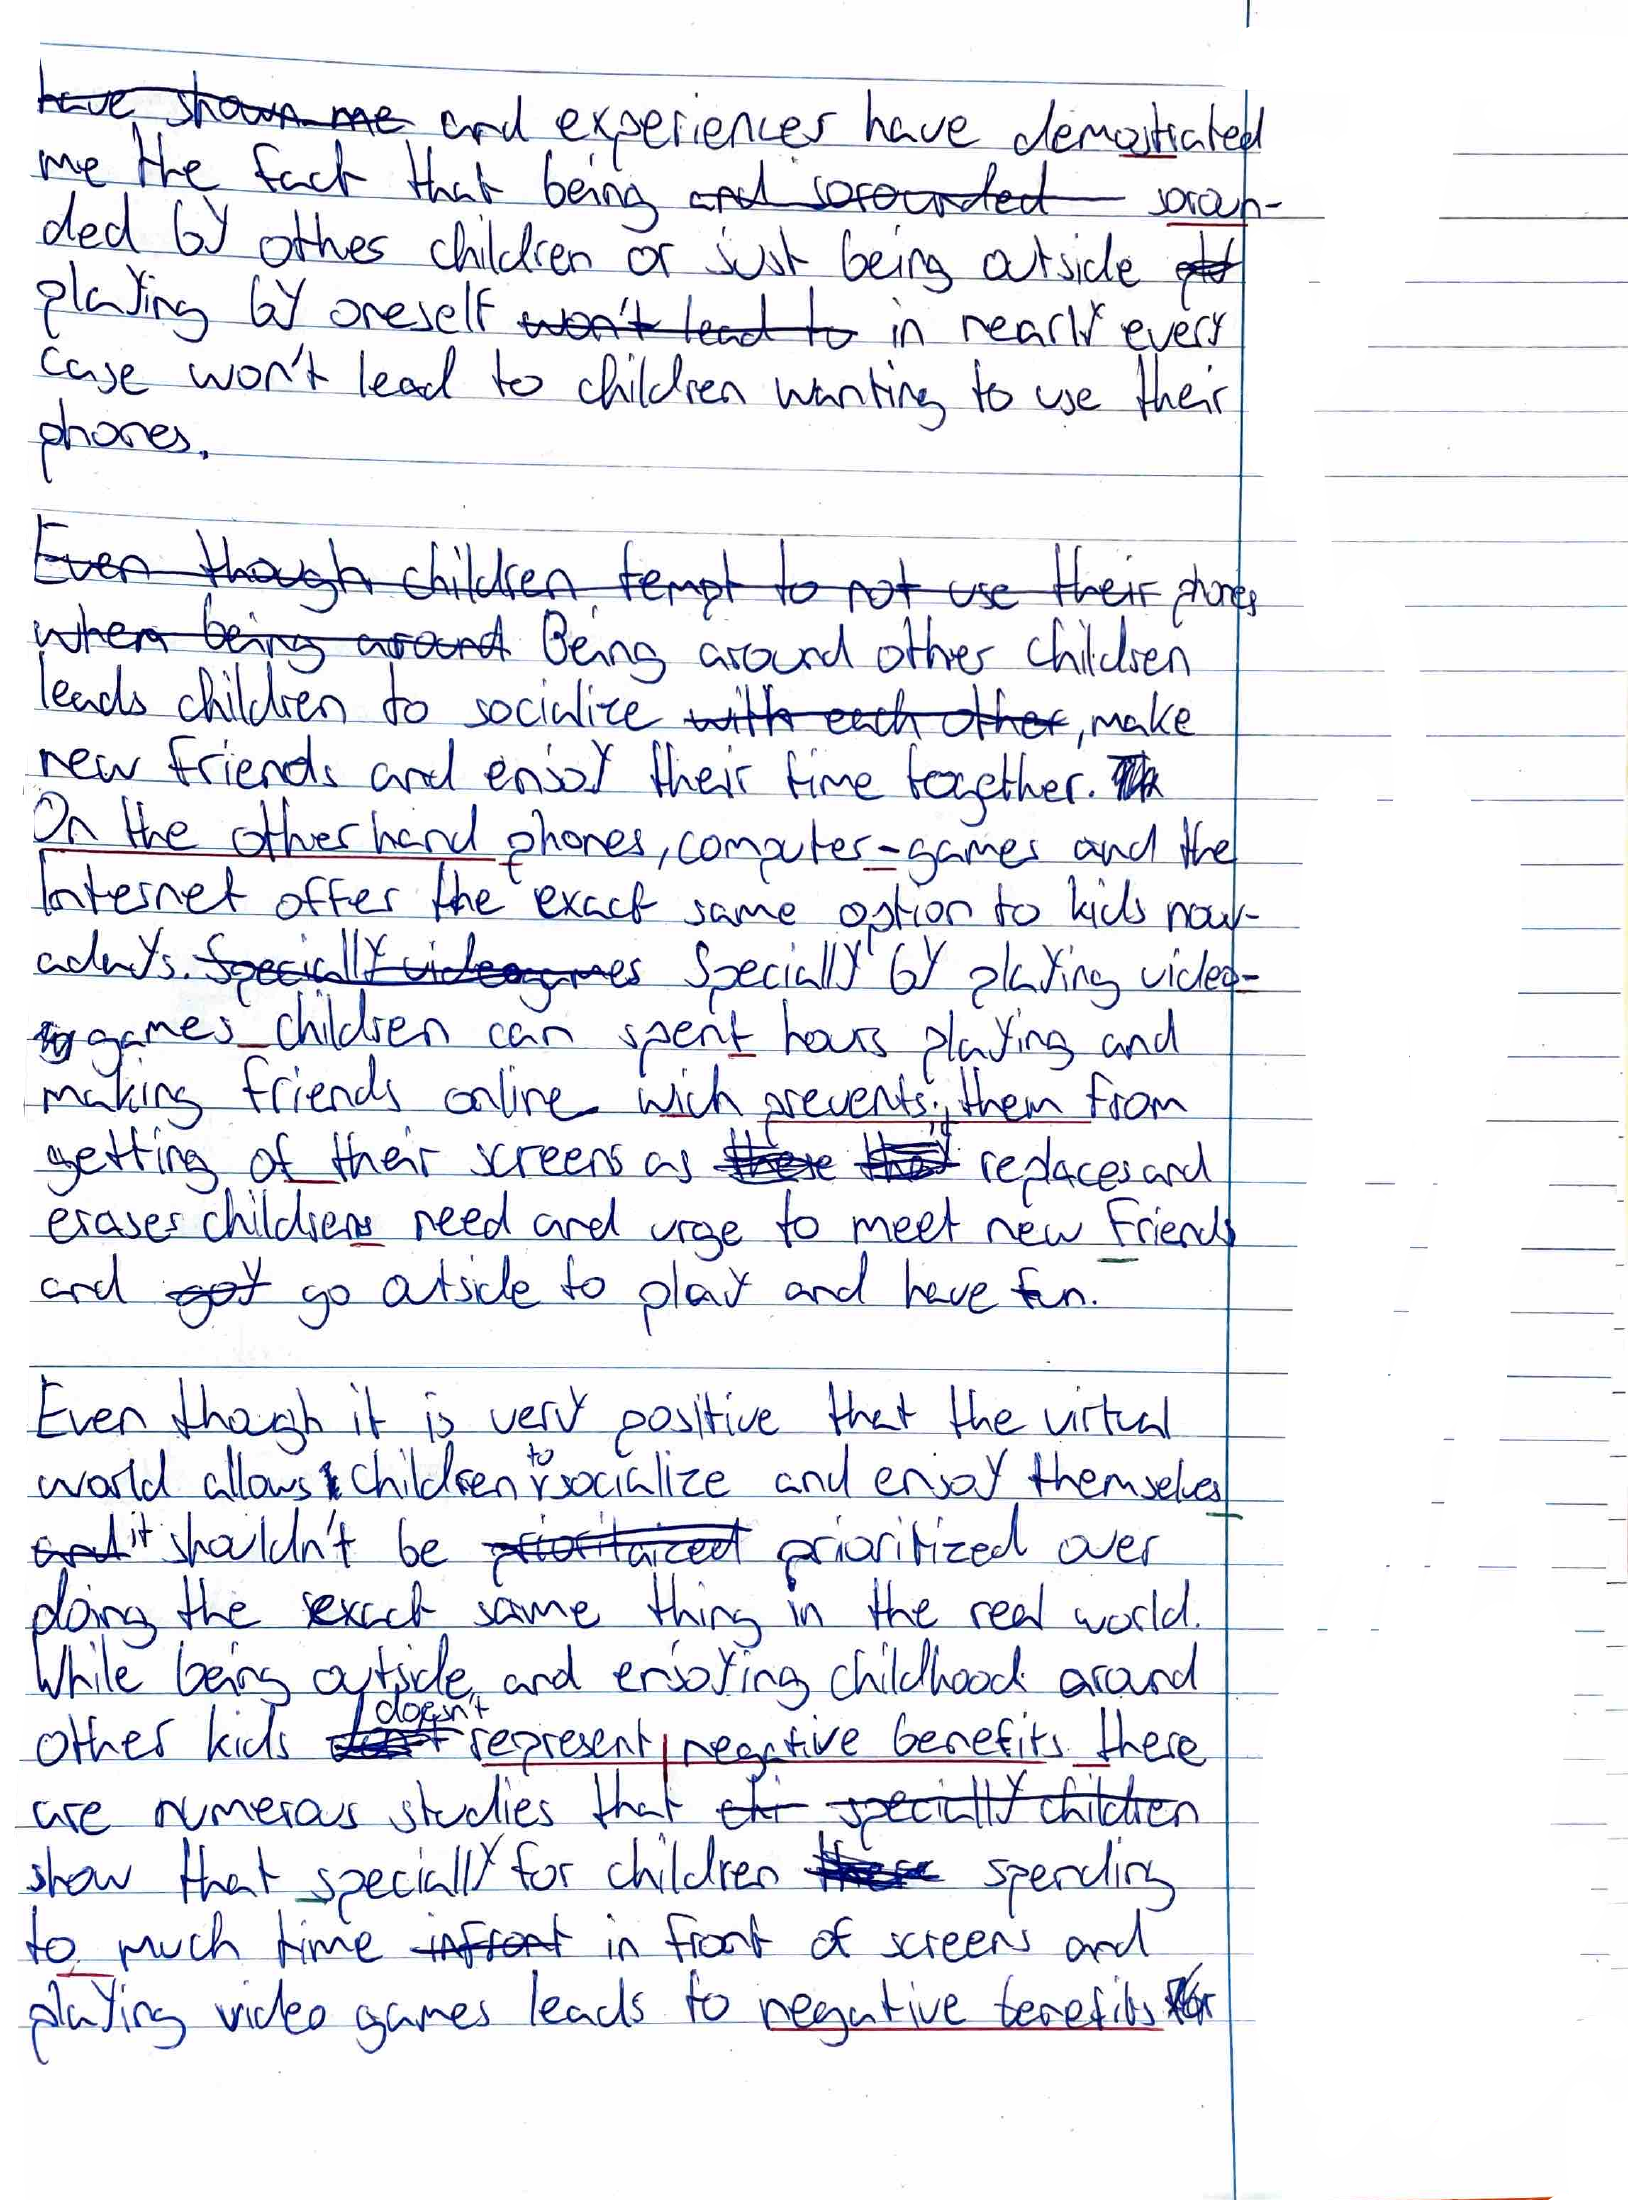 ~~have shown me~~ and experiences have demostrated
me the fact that being ~~and sorounded~~ soroun-
ded by other children or just being outside
playing by oneself ~~won't lead to~~ in nearly every
case won't lead to children wanting to use their
phones.
~~Even though children tempt to not use their phones~~
~~when being around~~ Being around other children
leads children to socialize ~~with each other~~, make
new friends and enjoy their time together.
On the other hand phones, computer-games and the
Internet offer the exact same option to kids now-
adays. ~~Specially videogames~~ Specially by playing video-
games children can spent hours playing and
making friends online wich prevents them from
getting of their screens as ~~these~~ ~~that~~ it replaces and
erases childrens need and urge to meet new friends
and ~~goy~~ go outside to play and have fun.
Even though it is very positive that the virtual
world allows children to socialize and enjoy themselves
~~and~~ it shouldn't be ~~prioritaized~~ prioritized over
doing the exact same thing in the real world.
While being outside, and enjoying childhood around
other kids doesn't represent negative benefits there
are numerous studies that ~~chi~~ ~~specially children~~
show that specially for children ~~there~~ spending
to much time ~~infront~~ in front of screens and
playing video games leads to negative benefits for